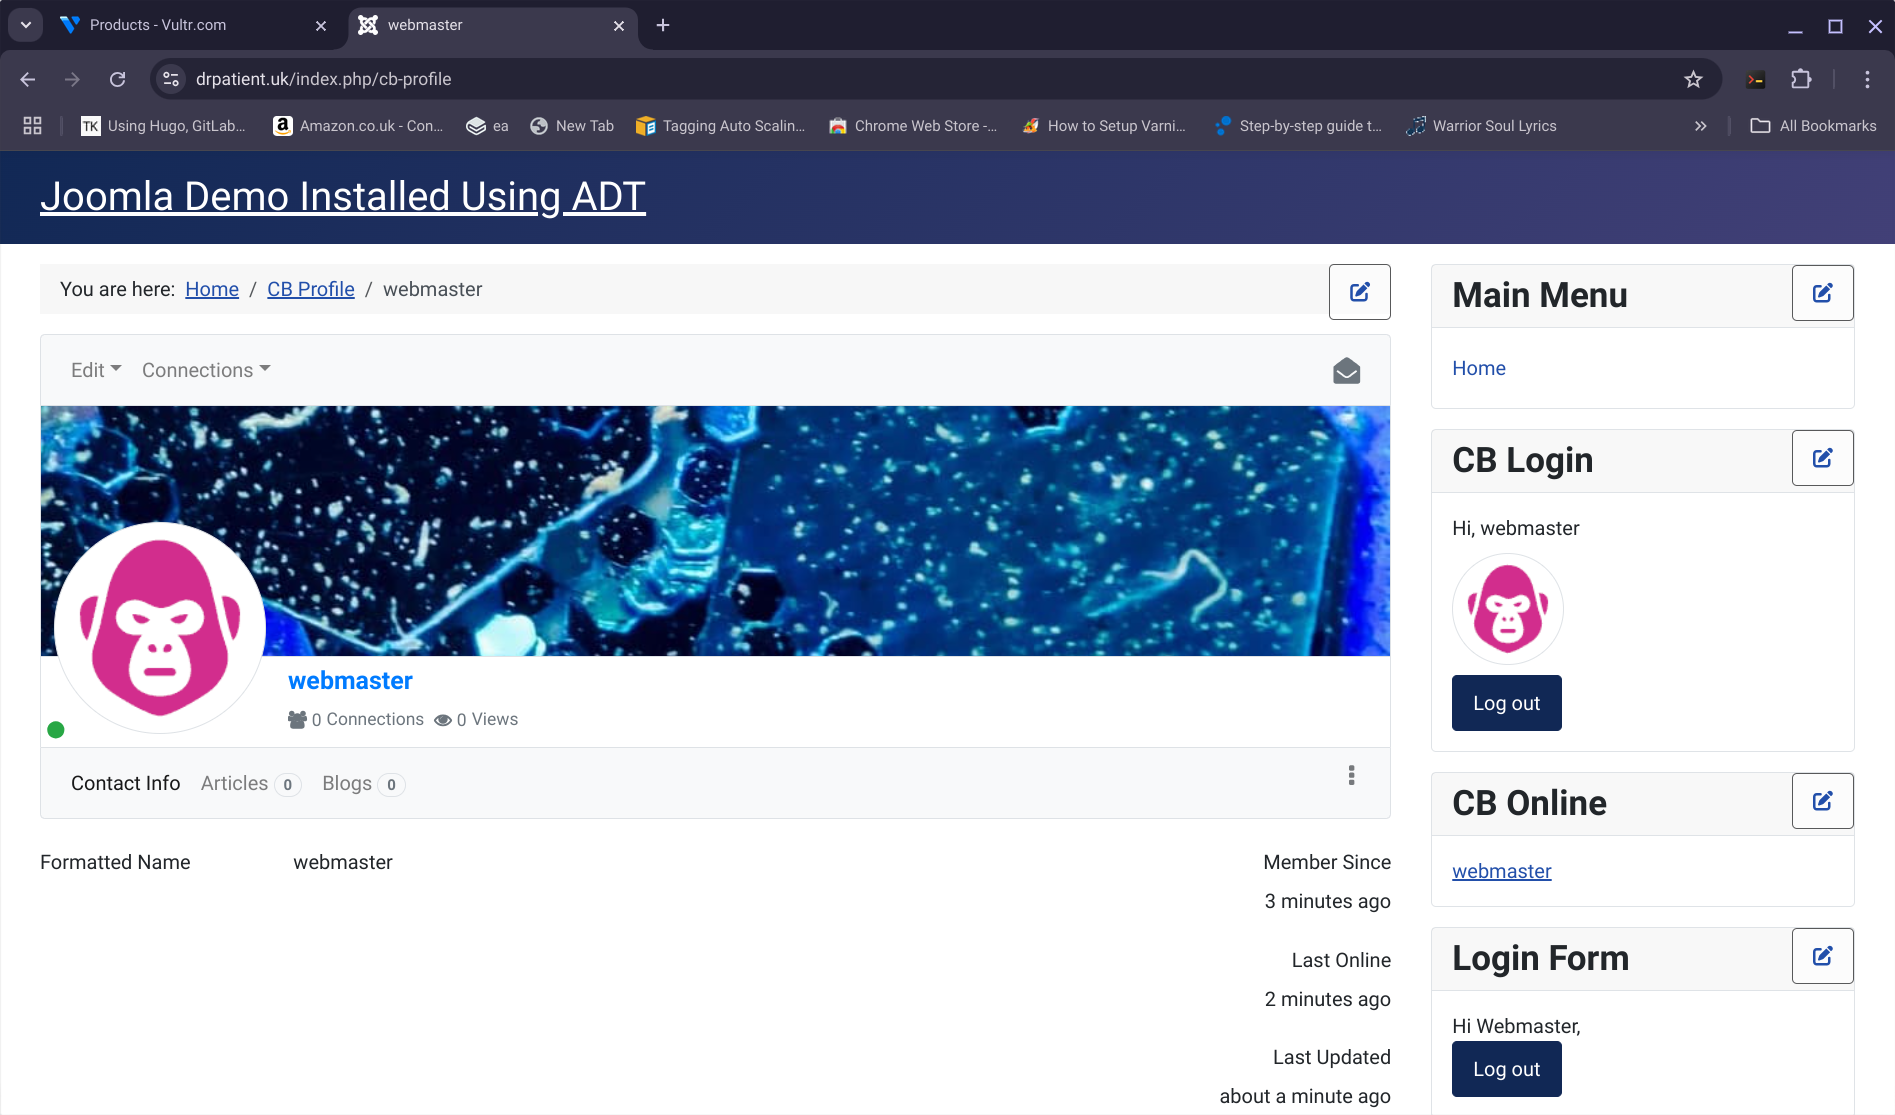 Products - Vultr.com
webmaster
drpatient.uk/index.php/cb-profile
TK Using Hugo, GitLab…
a Amazon.co.uk - Con…
ea
New Tab
Tagging Auto Scalin…
Chrome Web Store -…
How to Setup Varni…
Step-by-step guide t…
Warrior Soul Lyrics
All Bookmarks
Joomla Demo Installed Using ADT
You are here: Home / CB Profile / webmaster
Edit Connections
webmaster
0 Connections 0 Views
Contact Info Articles 0 Blogs 0
Formatted Name webmaster
Member Since
3 minutes ago
Last Online
2 minutes ago
Last Updated
about a minute ago
Main Menu
Home
CB Login
Hi, webmaster
Log out
CB Online
webmaster
Login Form
Hi Webmaster,
Log out